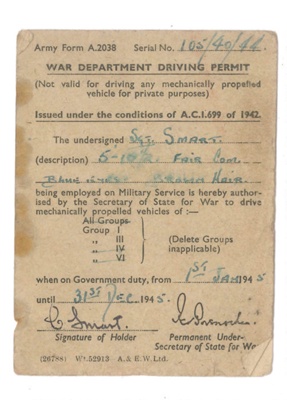 Army Form A.2038 Serial No. 105/40/44
WAR DEPARTMENT DRIVING PERMIT
(Not valid for driving any mechanically propelled
vehicle for private purposes)
Issued under the conditions of A.C.I.699 of 1942.
The undersigned Sgt. Smart.
(description) 5-10½ Fair Com.
Blue Hair
being employed on Military Service is hereby author-
ised by the Secretary of State for War to drive
mechanically propelled vehicles of :—
All Groups
Group I
„ III
„ IV
„ VI
(Delete Groups
inapplicable)
when on Government duty, from 1st Jan 1945
until 31st Dec. 1945.
C Smart.
Signature of Holder
Permanent Under-
Secretary of State for War
(26788) Wt.52913 A. & E.W.Ltd.